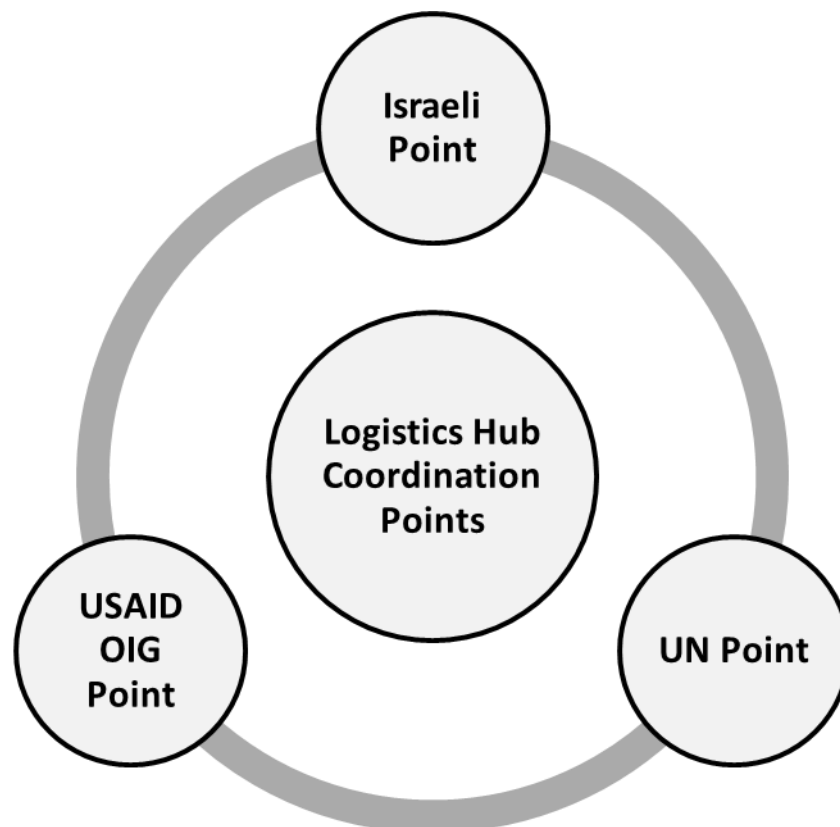 Israeli
Point
Logistics Hub
Coordination
Points
USAID
OIG
Point
UN Point